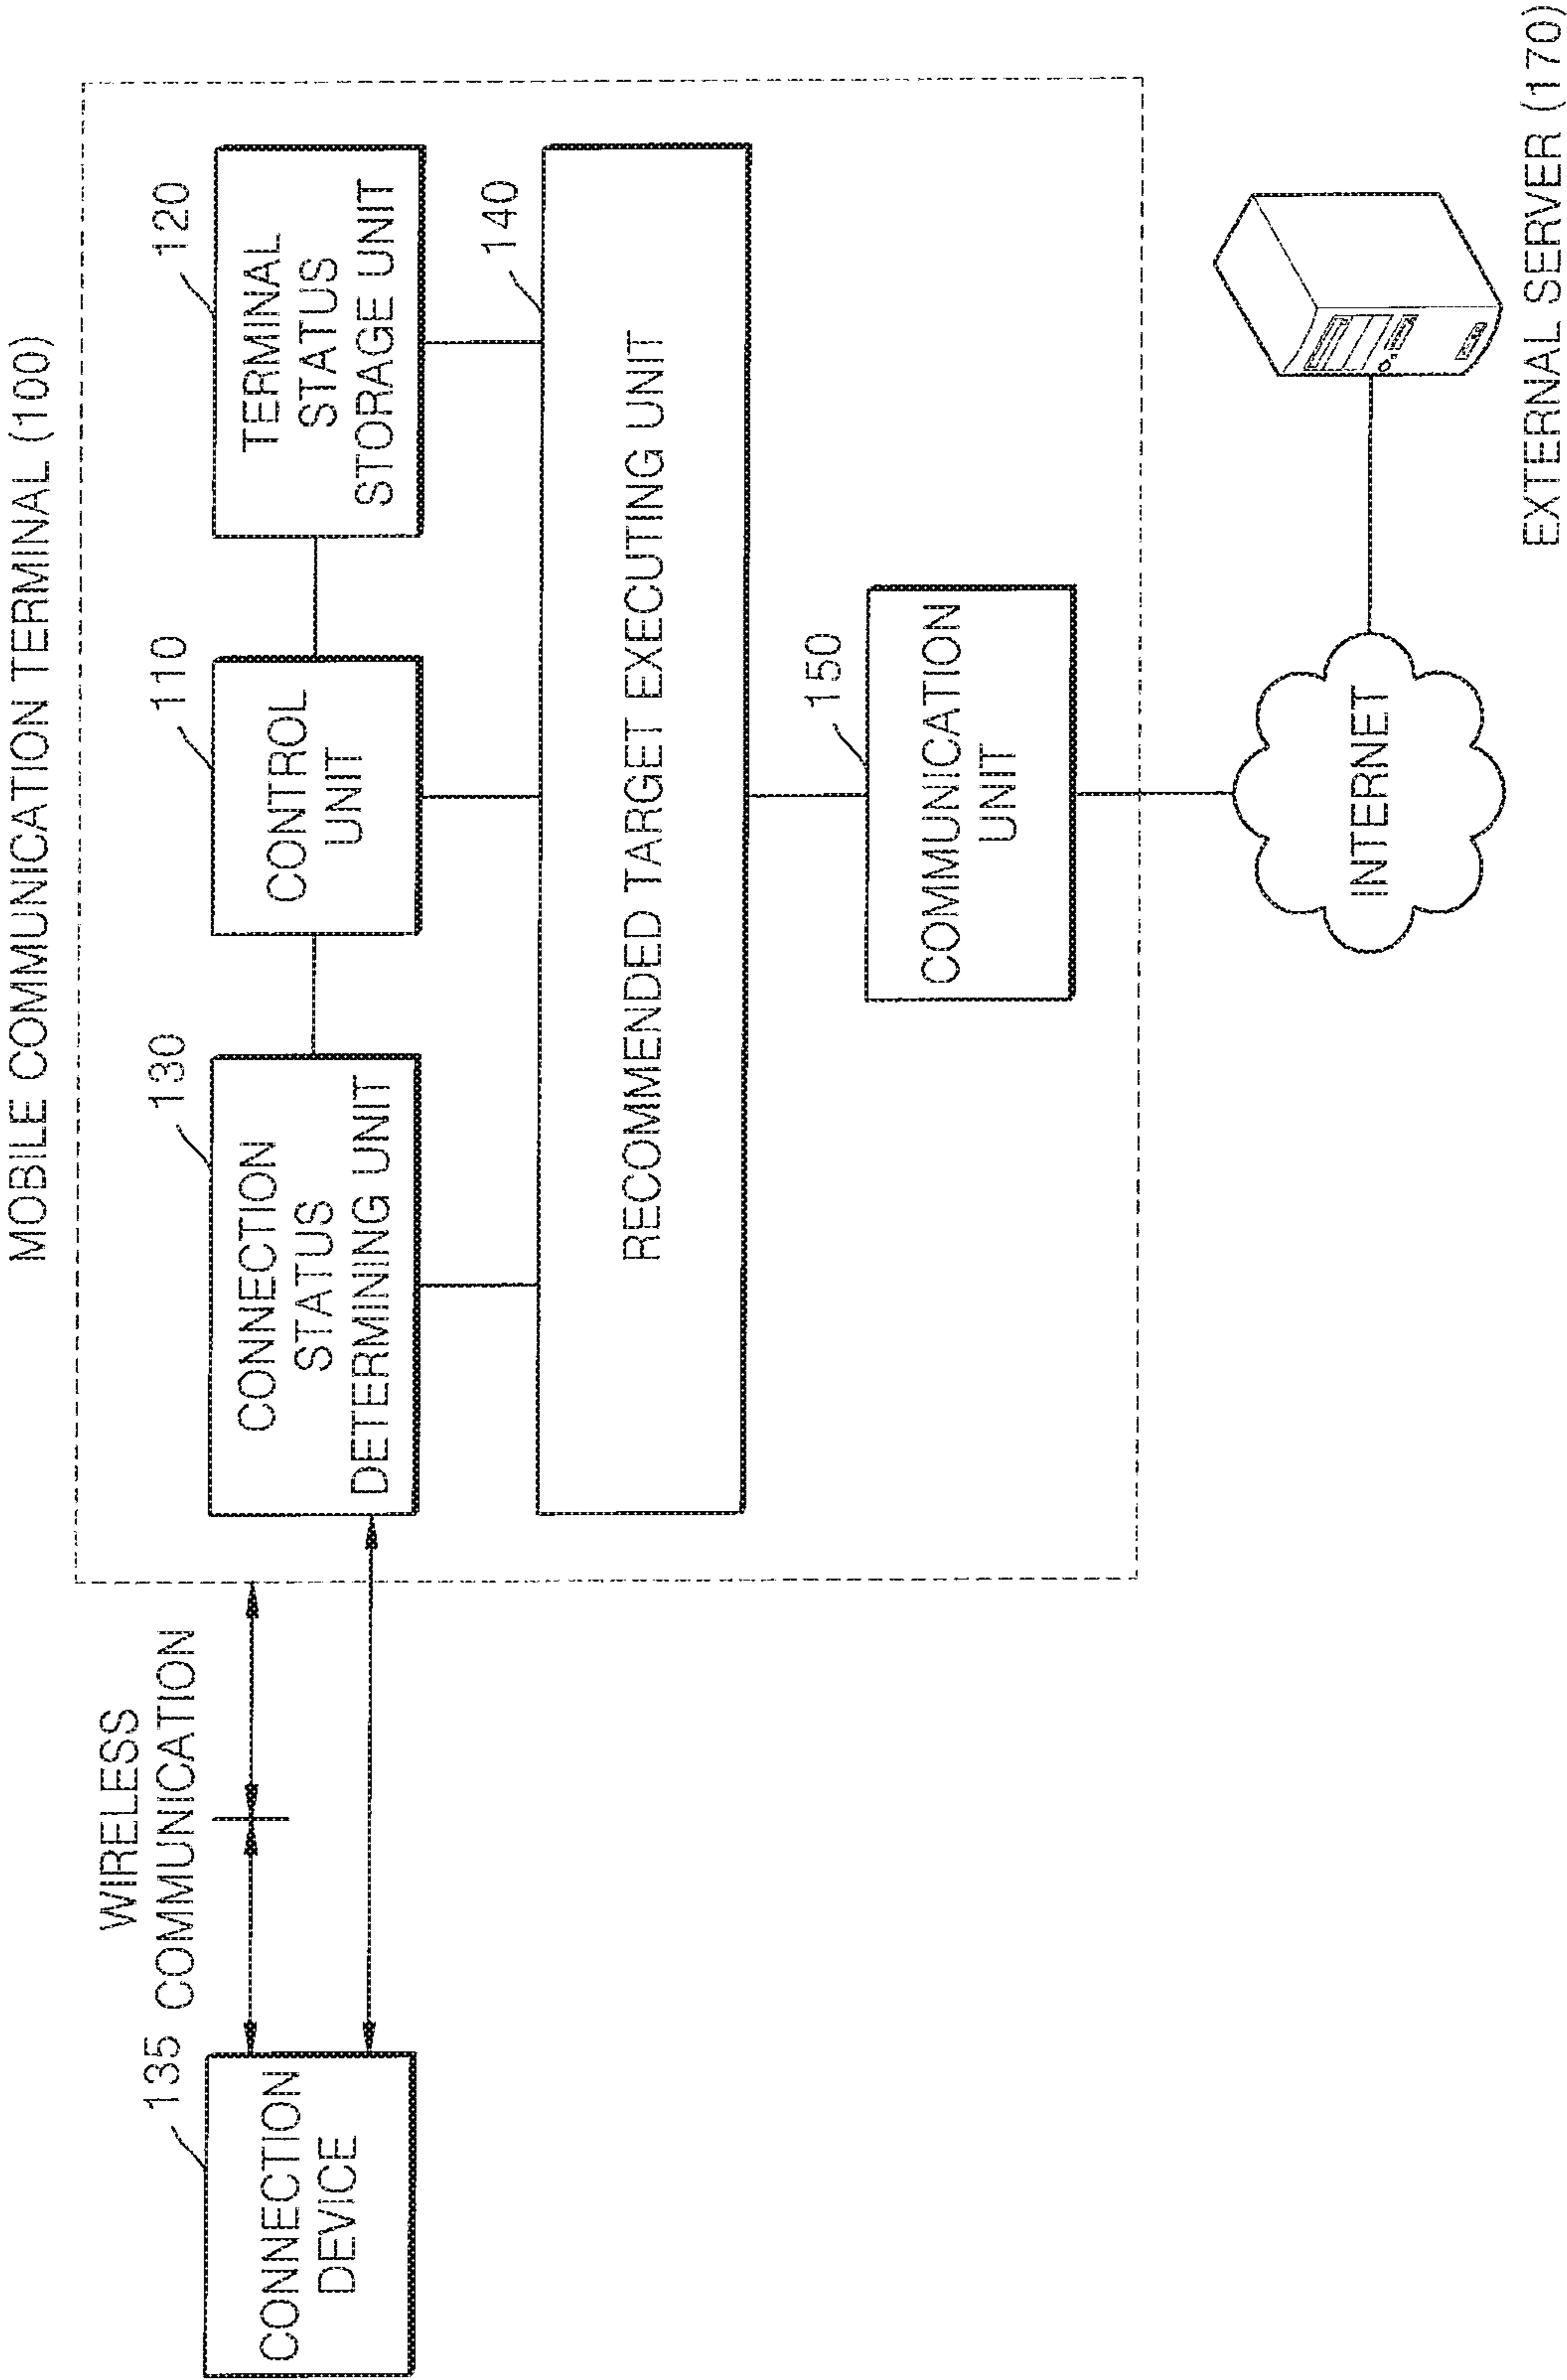 MOBILE COMMUNICATION TERMINAL (100)
WIRELESS
COMMUNICATION
135
CONNECTION
DEVICE
130
CONNECTION
STATUS
DETERMINING UNIT
110
CONTROL
UNIT
120
TERMINAL
STATUS
STORAGE UNIT
140
RECOMMENDED TARGET EXECUTING UNIT
150
COMMUNICATION
UNIT
INTERNET
EXTERNAL SERVER (170)